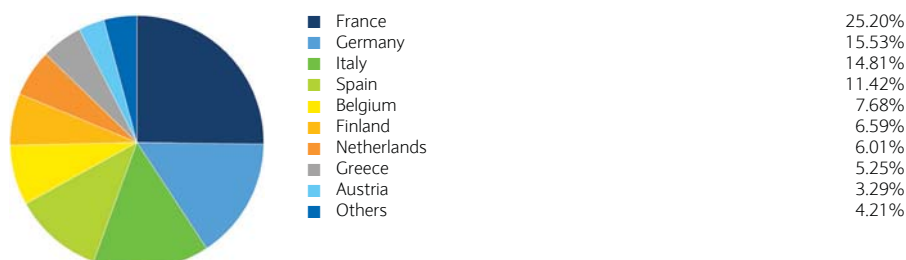 France 25.20%
Germany 15.53%
Italy 14.81%
Spain 11.42%
Belgium 7.68%
Finland 6.59%
Netherlands 6.01%
Greece 5.25%
Austria 3.29%
Others 4.21%